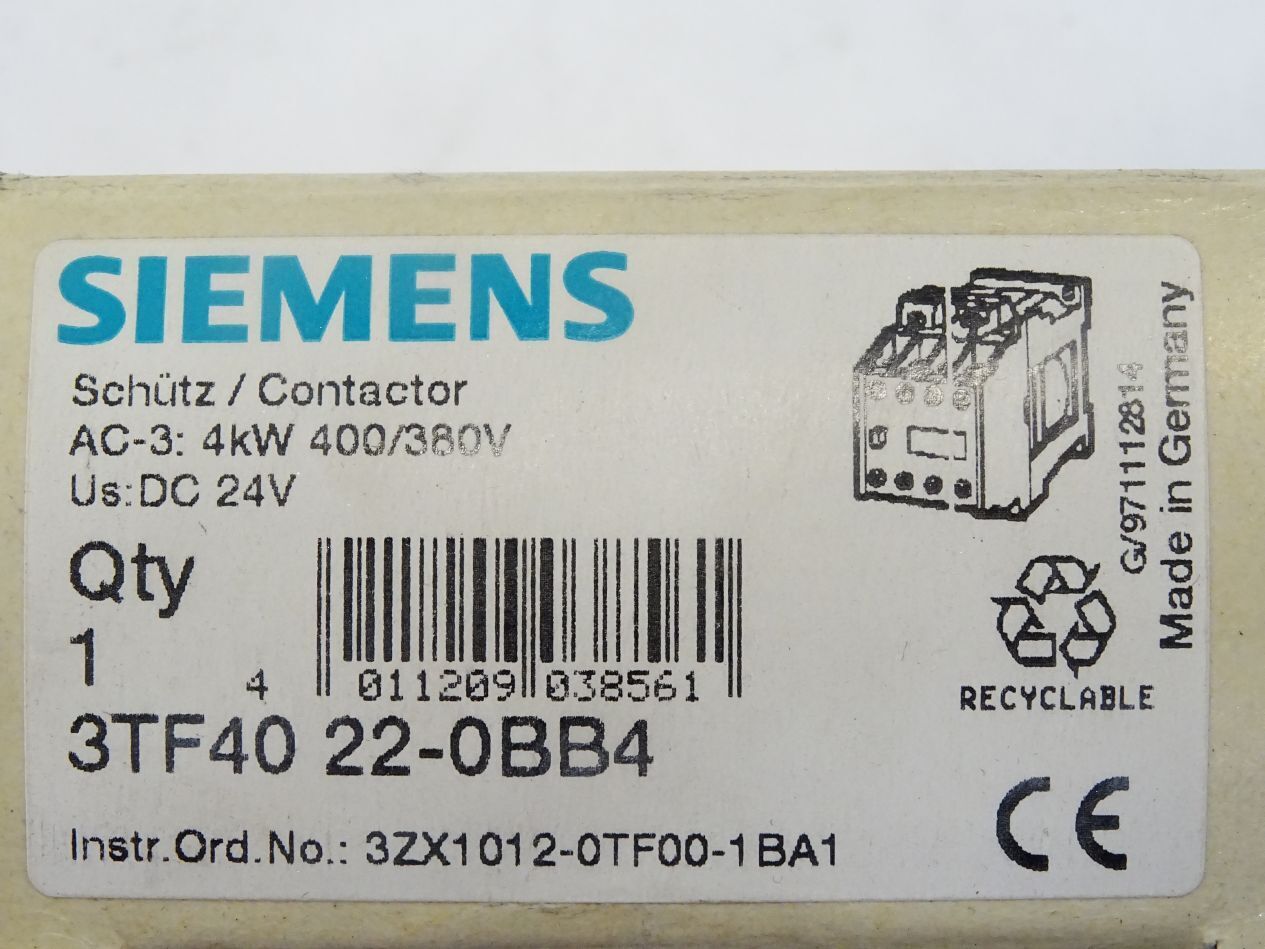 SIEMENS
Schütz / Contactor
AC-3: 4kW 400/380V
Us:DC 24V
Qty
1
4 011209 038561
3TF40 22-0BB4
Instr.Ord.No.: 3ZX1012-0TF00-1BA1
G/971112814
Made in Germany
RECYCLABLE
CE